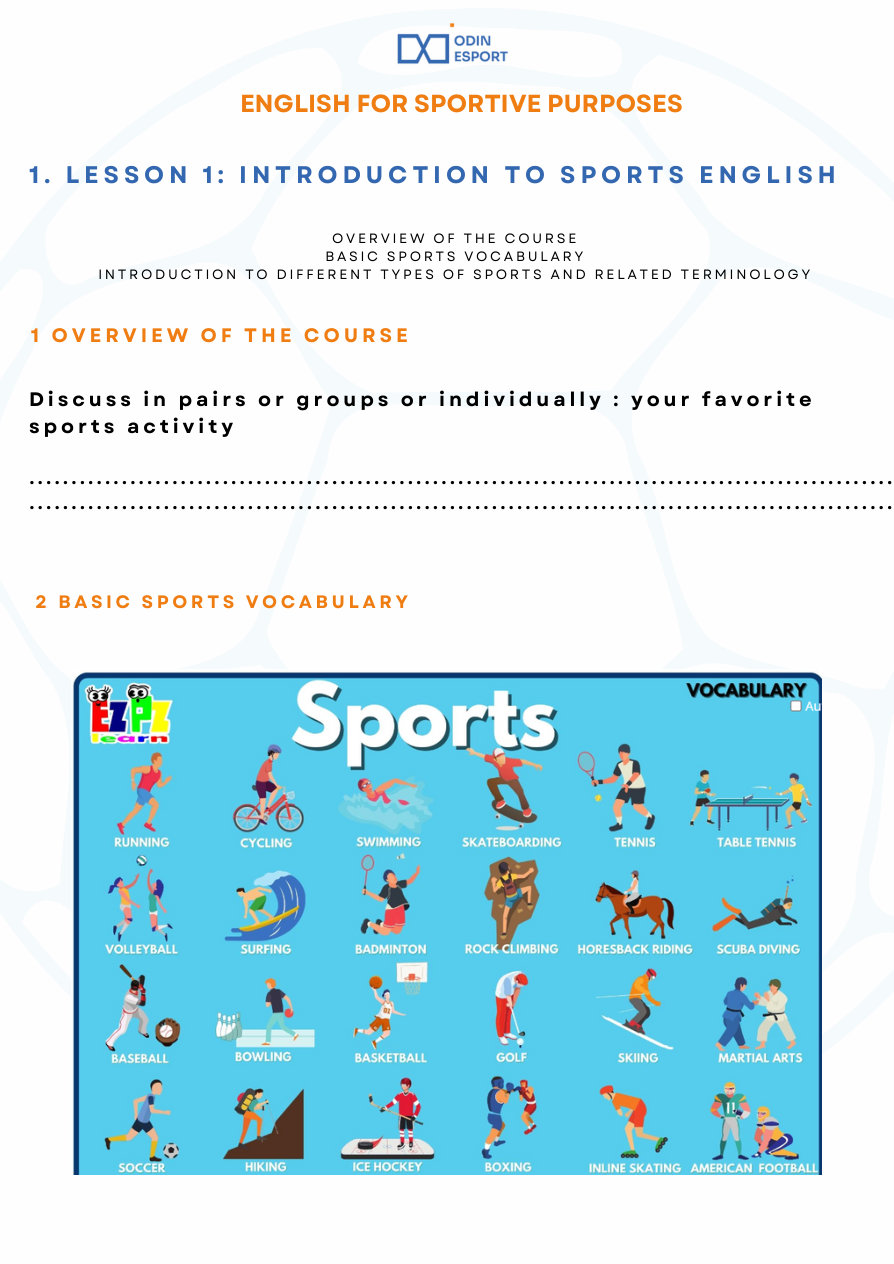 ODIN
ESPORT
ENGLISH FOR SPORTIVE PURPOSES
1. LESSON 1: INTRODUCTION TO SPORTS ENGLISH
OVERVIEW OF THE COURSE
BASIC SPORTS VOCABULARY
INTRODUCTION TO DIFFERENT TYPES OF SPORTS AND RELATED TERMINOLOGY
1 OVERVIEW OF THE COURSE
Discuss in pairs or groups or individually : your favorite
sports activity
2 BASIC SPORTS VOCABULARY
EZPZ
learn
Sports
VOCABULARY
Au
RUNNING CYCLING SWIMMING SKATEBOARDING TENNIS TABLE TENNIS
VOLLEYBALL SURFING BADMINTON ROCK CLIMBING HORESBACK RIDING SCUBA DIVING
BASEBALL BOWLING BASKETBALL GOLF SKIING MARTIAL ARTS
SOCCER HIKING ICE HOCKEY BOXING INLINE SKATING AMERICAN FOOTBALL